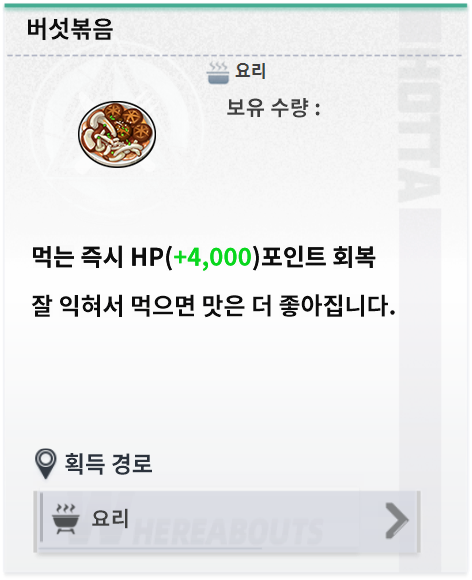 버섯볶음
요리
보유 수량 :
HOTTA
먹는 즉시 HP(+4,000)포인트 회복
잘 익혀서 먹으면 맛은 더 좋아집니다.
획득 경로
요리
HEREABOUTS